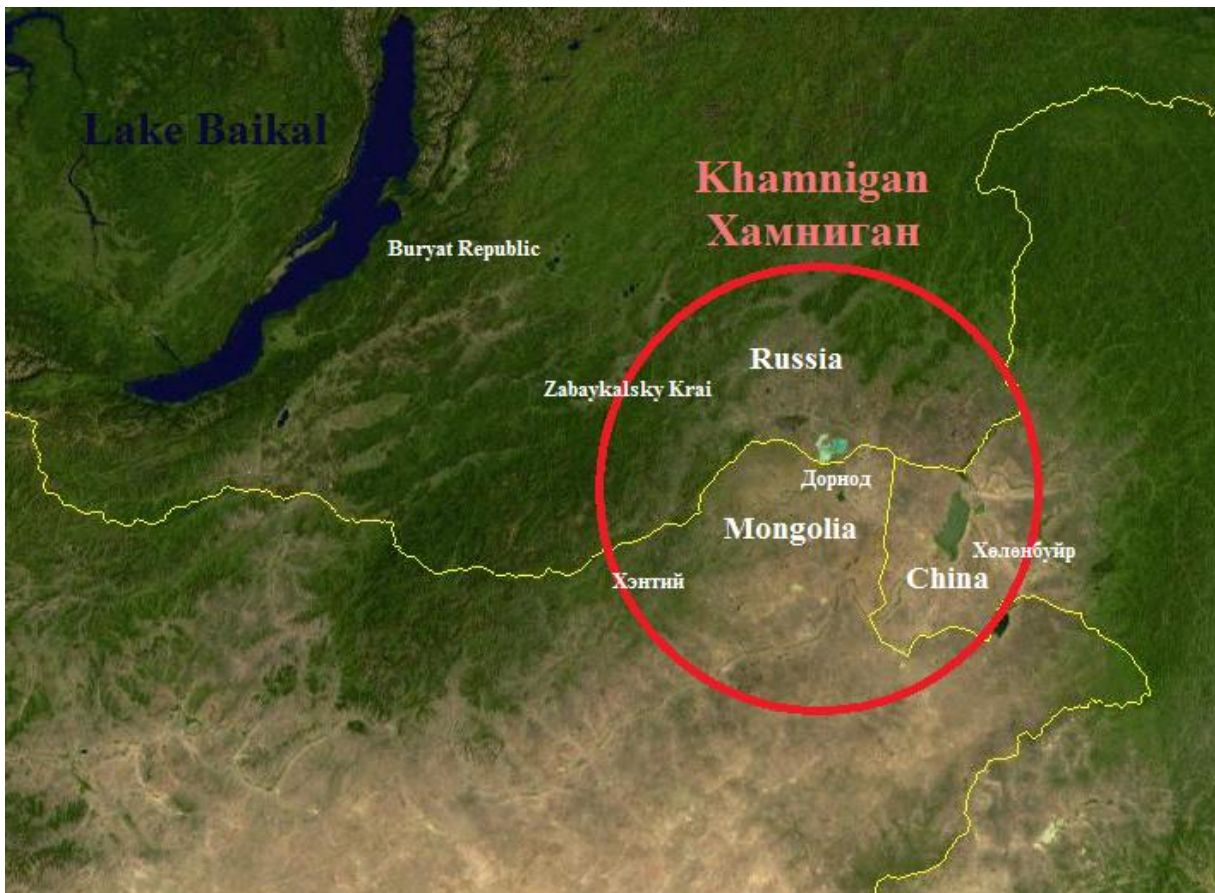 Lake Baikal
Khamnigan
Хамниган
Buryat Republic
Russia
Zabaykalsky Krai
Дорнод
Mongolia
Хөлөнбуйр
China
Хэнтий